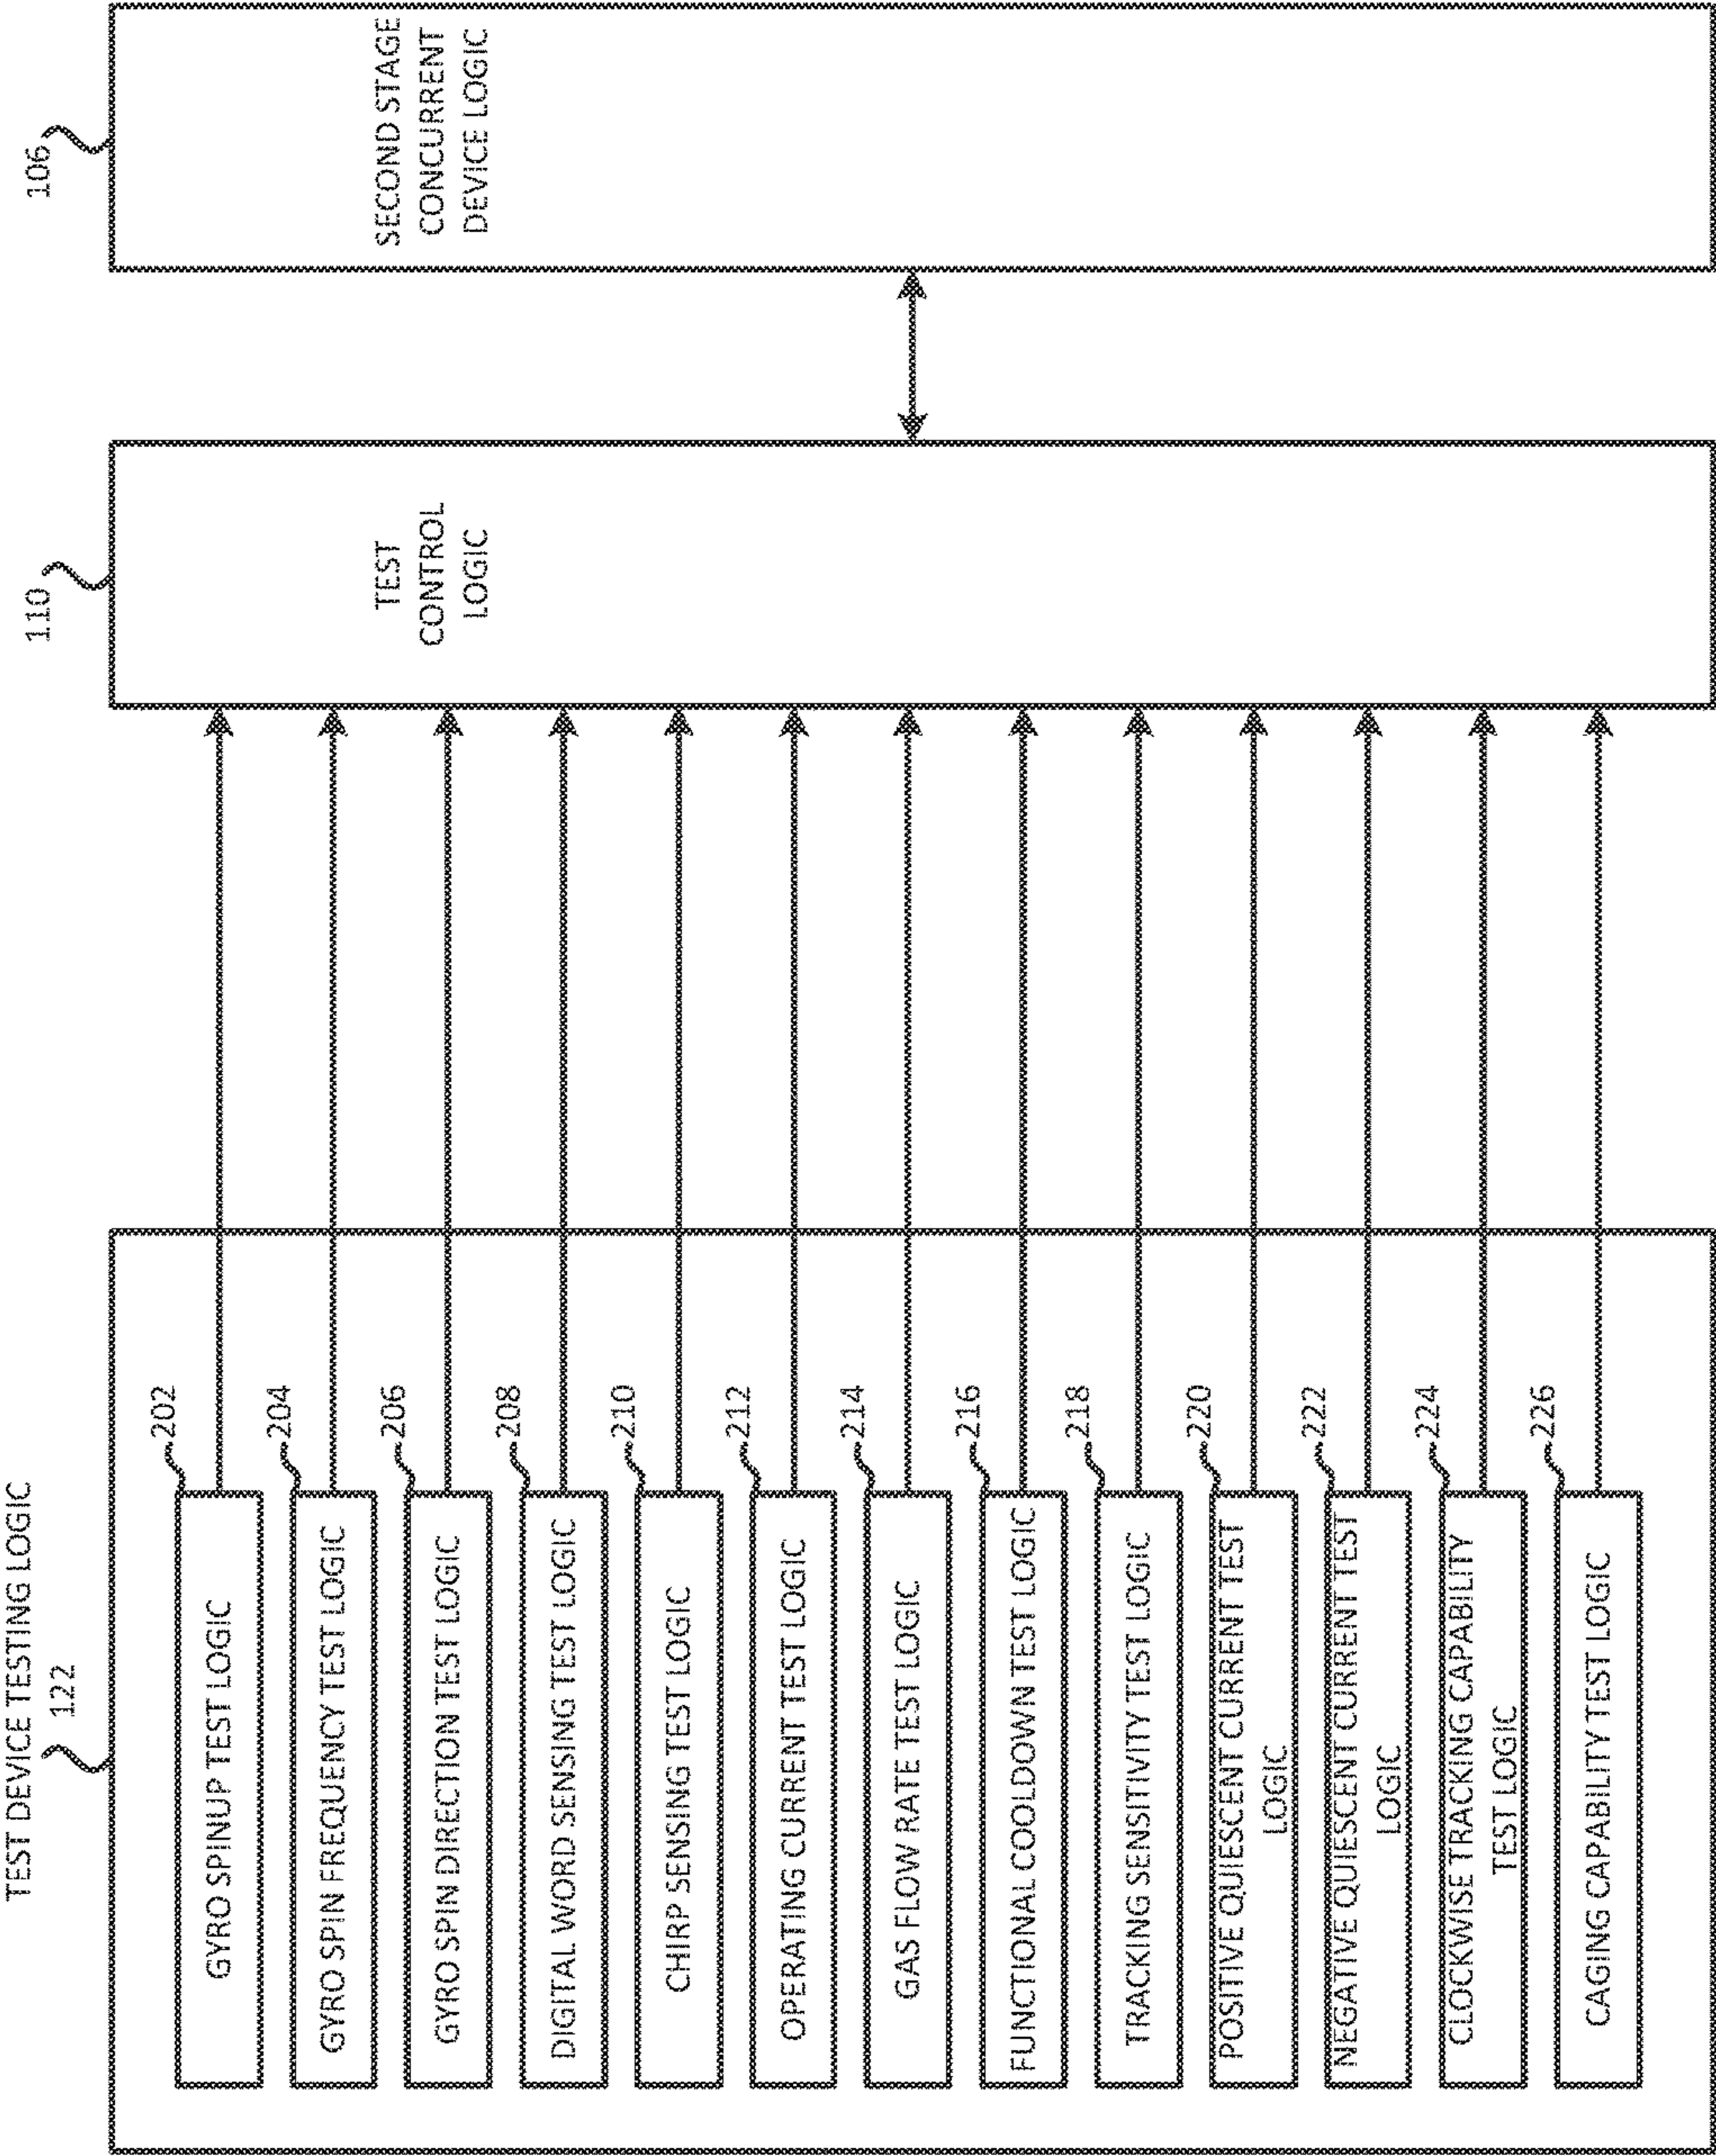 TEST DEVICE TESTING LOGIC
122
110
106
GYRO SPINUP TEST LOGIC
202
GYRO SPIN FREQUENCY TEST LOGIC
204
GYRO SPIN DIRECTION TEST LOGIC
206
DIGITAL WORD SENSING TEST LOGIC
208
CHIRP SENSING TEST LOGIC
210
OPERATING CURRENT TEST LOGIC
212
GAS FLOW RATE TEST LOGIC
214
FUNCTIONAL COOLDOWN TEST LOGIC
216
TRACKING SENSITIVITY TEST LOGIC
218
POSITIVE QUIESCENT CURRENT TEST
LOGIC
220
NEGATIVE QUIESCENT CURRENT TEST
LOGIC
222
CLOCKWISE TRACKING CAPABILITY
TEST LOGIC
224
CAGING CAPABILITY TEST LOGIC
226
TEST
CONTROL
LOGIC
SECOND STAGE
CONCURRENT
DEVICE LOGIC